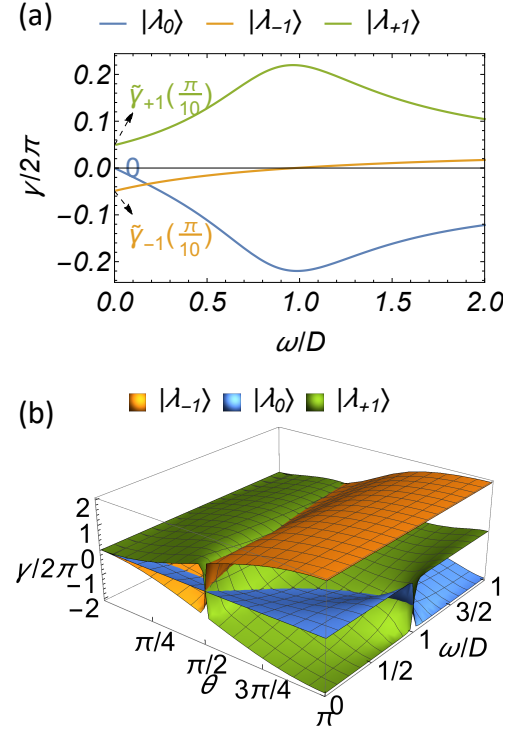 (a)
|λ₀⟩ |λ₋₁⟩ |λ₊₁⟩
0.2
γ̃₊₁(π/10)
0.1
0.0
0
-0.1
γ̃₋₁(π/10)
-0.2
γ/2π
0.0 0.5 1.0 1.5 2.0
ω/D
(b)
|λ₋₁⟩ |λ₀⟩ |λ₊₁⟩
2
1
0
-1
-2
γ/2π
π/4
π/2
3π/4
π
θ
0
1/2
1
3/2
1
ω/D